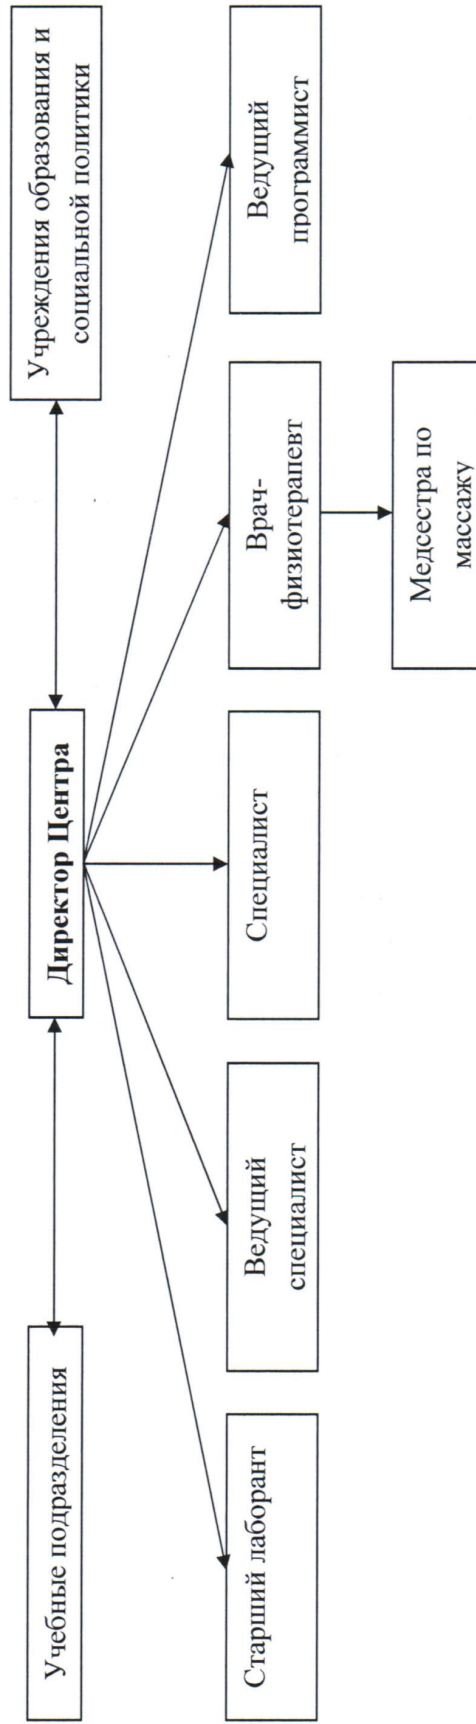 Учебные подразделения
Директор Центра
Учреждения образования и
социальной политики
Старший лаборант
Ведущий
специалист
Специалист
Врач-
физиотерапевт
Ведущий
программист
Медсестра по
массажу